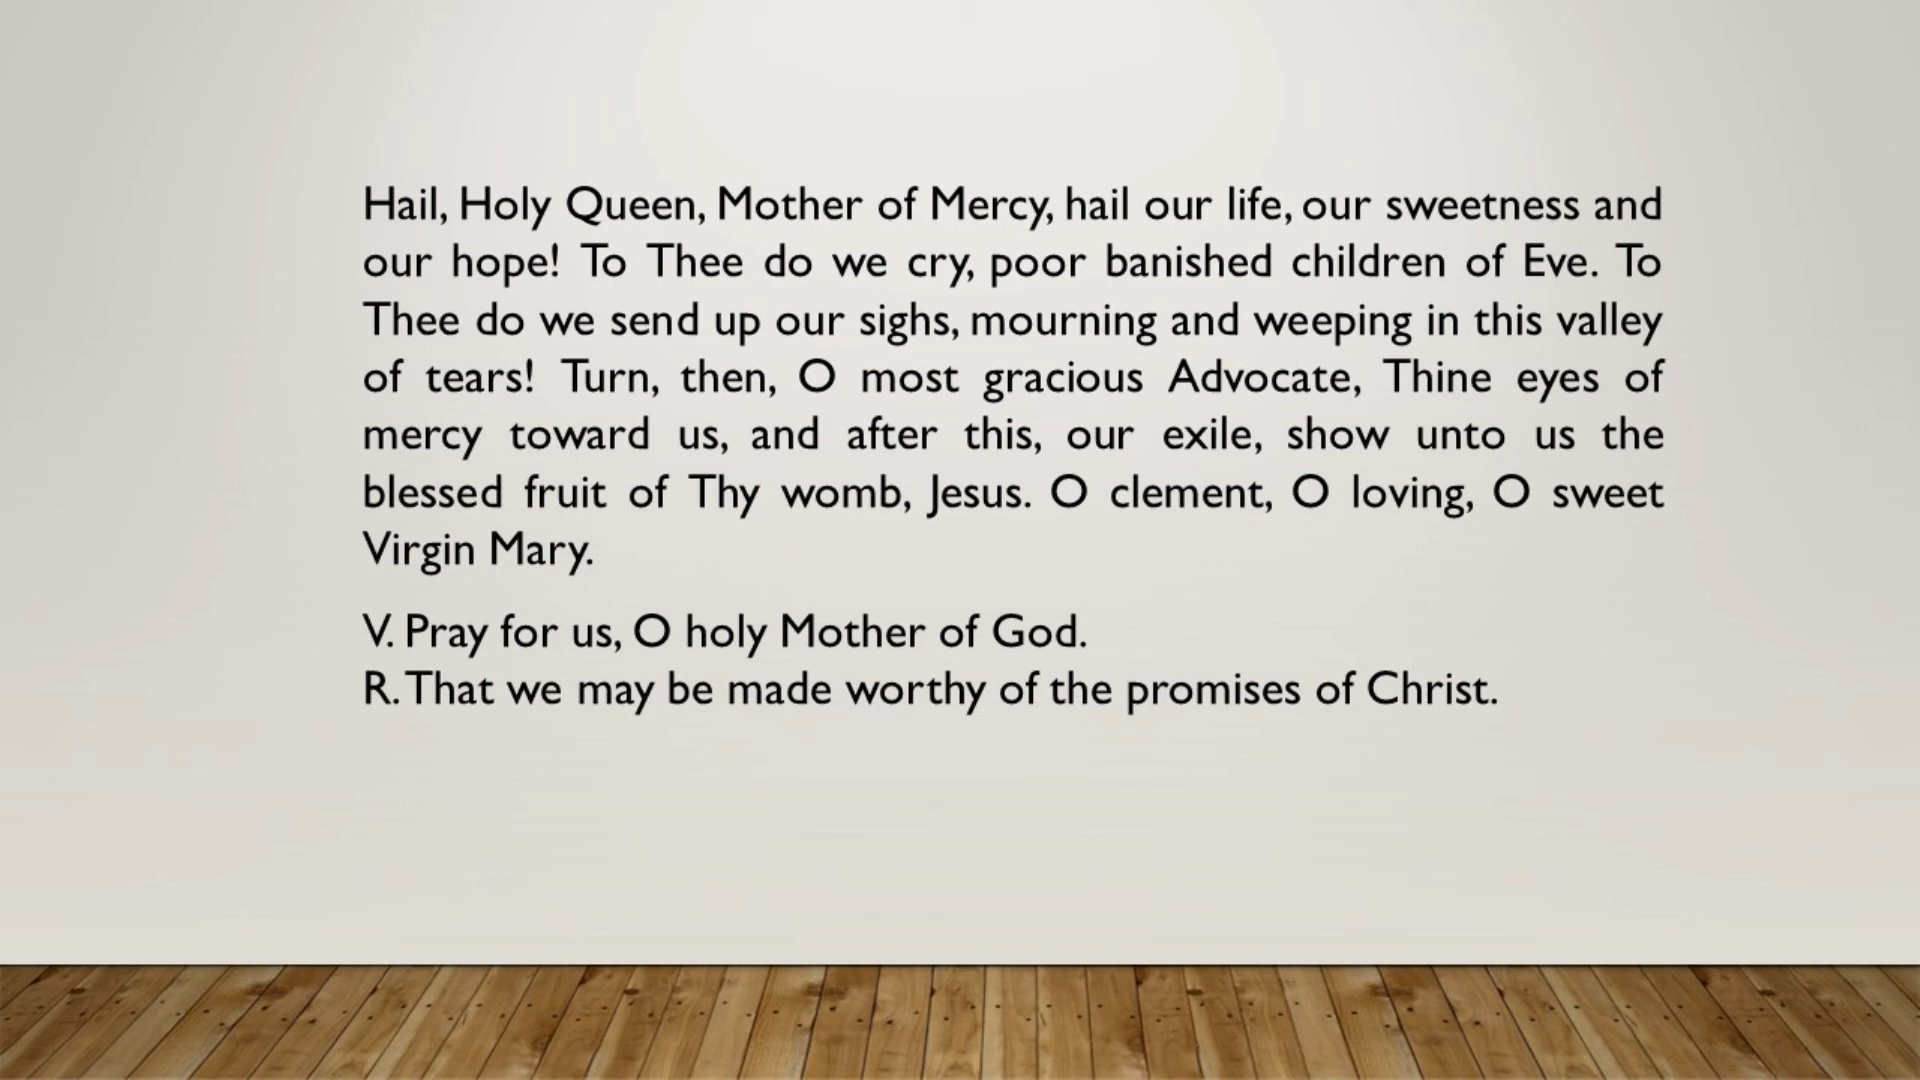 Hail, Holy Queen, Mother of Mercy, hail our life, our sweetness and
our hope! To Thee do we cry, poor banished children of Eve. To
Thee do we send up our sighs, mourning and weeping in this valley
of tears! Turn, then, O most gracious Advocate, Thine eyes of
mercy toward us, and after this, our exile, show unto us the
blessed fruit of Thy womb, Jesus. O clement, O loving, O sweet
Virgin Mary.
V. Pray for us, O holy Mother of God.
R. That we may be made worthy of the promises of Christ.